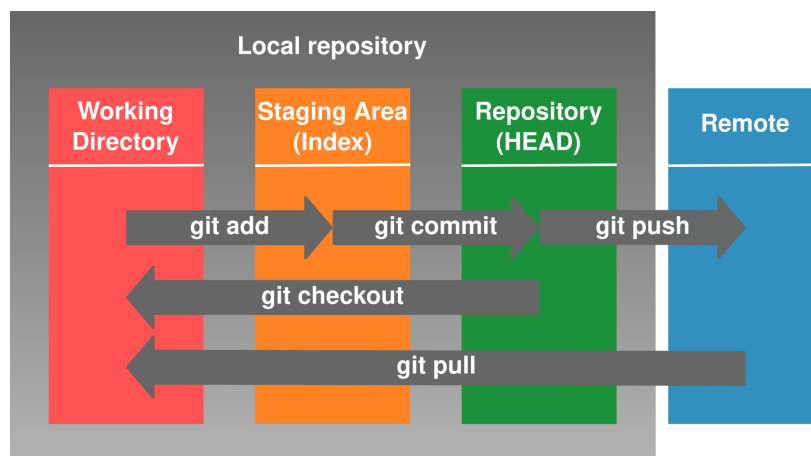 Local repository
Working
Directory
Staging Area
(Index)
Repository
(HEAD)
Remote
git add
git commit
git push
git checkout
git pull